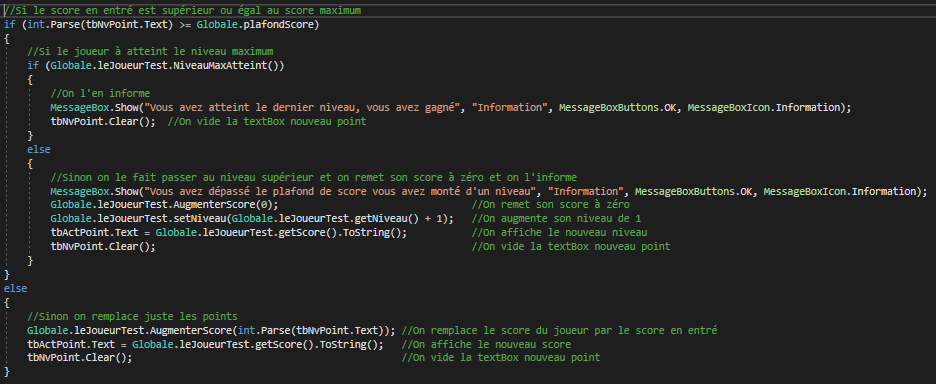 //Si le score en entré est supérieur ou égal au score maximum
if (int.Parse(tbNvPoint.Text) >= Globale.plafondScore)
{
//Si le joueur à atteint le niveau maximum
if (Globale.leJoueurTest.NiveauMaxAtteint())
{
//On l'en informe
MessageBox.Show("Vous avez atteint le dernier niveau, vous avez gagné", "Information", MessageBoxButtons.OK, MessageBoxIcon.Information);
tbNvPoint.Clear();  //On vide la textBox nouveau point
}
else
{
//Sinon on le fait passer au niveau supérieur et on remet son score à zéro et on l'informe
MessageBox.Show("Vous avez dépassé le plafond de score vous avez monté d'un niveau", "Information", MessageBoxButtons.OK, MessageBoxIcon.Information);
Globale.leJoueurTest.AugmenterScore(0); //On remet son score à zéro
Globale.leJoueurTest.setNiveau(Globale.leJoueurTest.getNiveau() + 1); //On augmente son niveau de 1
tbActPoint.Text = Globale.leJoueurTest.getScore().ToString(); //On affiche le nouveau niveau
tbNvPoint.Clear(); //On vide la textBox nouveau point
}
}
else
{
//Sinon on remplace juste les points
Globale.leJoueurTest.AugmenterScore(int.Parse(tbNvPoint.Text)); //On remplace le score du joueur par le score en entré
tbActPoint.Text = Globale.leJoueurTest.getScore().ToString(); //On affiche le nouveau score
tbNvPoint.Clear(); //On vide la textBox nouveau point
}